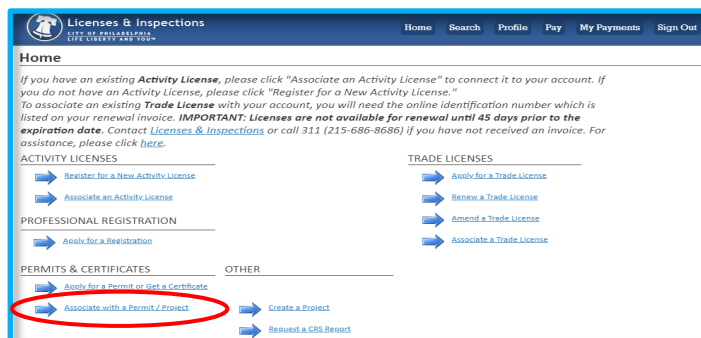 Licenses & Inspections
CITY OF PHILADELPHIA
LIFE LIBERTY AND YOU™
Home Search Profile Pay My Payments Sign Out
Home
If you have an existing Activity License, please click "Associate an Activity License" to connect it to your account. If
you do not have an Activity License, please click "Register for a New Activity License."
To associate an existing Trade License with your account, you will need the online identification number which is
listed on your renewal invoice. IMPORTANT: Licenses are not available for renewal until 45 days prior to the
expiration date. Contact Licenses & Inspections or call 311 (215-686-8686) if you have not received an invoice. For
assistance, please click here.
ACTIVITY LICENSES
Register for a New Activity License
Associate an Activity License
PROFESSIONAL REGISTRATION
Apply for a Registration
TRADE LICENSES
Apply for a Trade License
Renew a Trade License
Amend a Trade License
Associate a Trade License
PERMITS & CERTIFICATES
Apply for a Permit or Get a Certificate
Associate with a Permit / Project
OTHER
Create a Project
Request a CRS Report